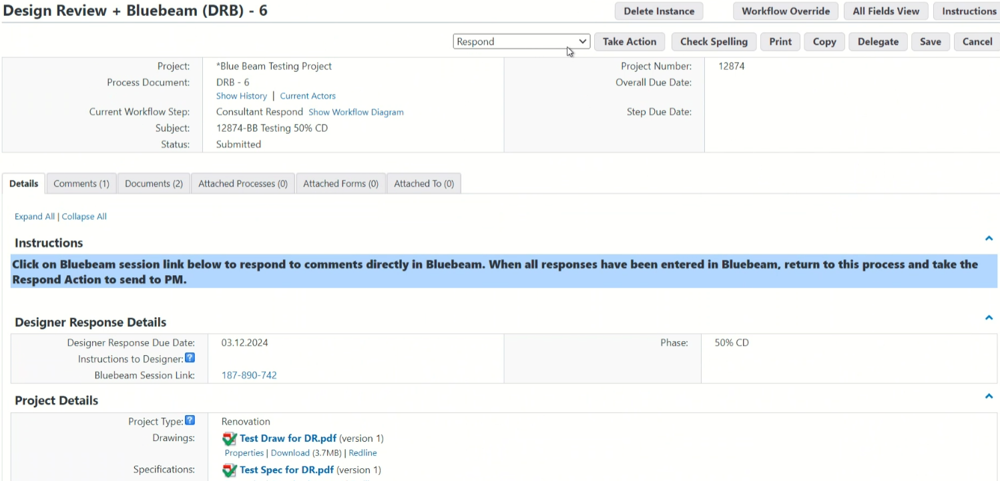 Design Review + Bluebeam (DRB) - 6
Delete Instance Workflow Override All Fields View Instructions
Respond Take Action Check Spelling Print Copy Delegate Save Cancel
Project: *Blue Beam Testing Project Project Number: 12874
Process Document: DRB - 6 Overall Due Date:
Show History | Current Actors
Current Workflow Step: Consultant Respond Show Workflow Diagram Step Due Date:
Subject: 12874-BB Testing 50% CD
Status: Submitted
Details Comments (1) Documents (2) Attached Processes (0) Attached Forms (0) Attached To (0)
Expand All | Collapse All
Instructions
Click on Bluebeam session link below to respond to comments directly in Bluebeam. When all responses have been entered in Bluebeam, return to this process and take the
Respond Action to send to PM.
Designer Response Details
Designer Response Due Date: 03.12.2024 Phase: 50% CD
Instructions to Designer: ?
Bluebeam Session Link: 187-890-742
Project Details
Project Type: ? Renovation
Drawings: Test Draw for DR.pdf (version 1)
Properties | Download (3.7MB) | Redline
Specifications: Test Spec for DR.pdf (version 1)